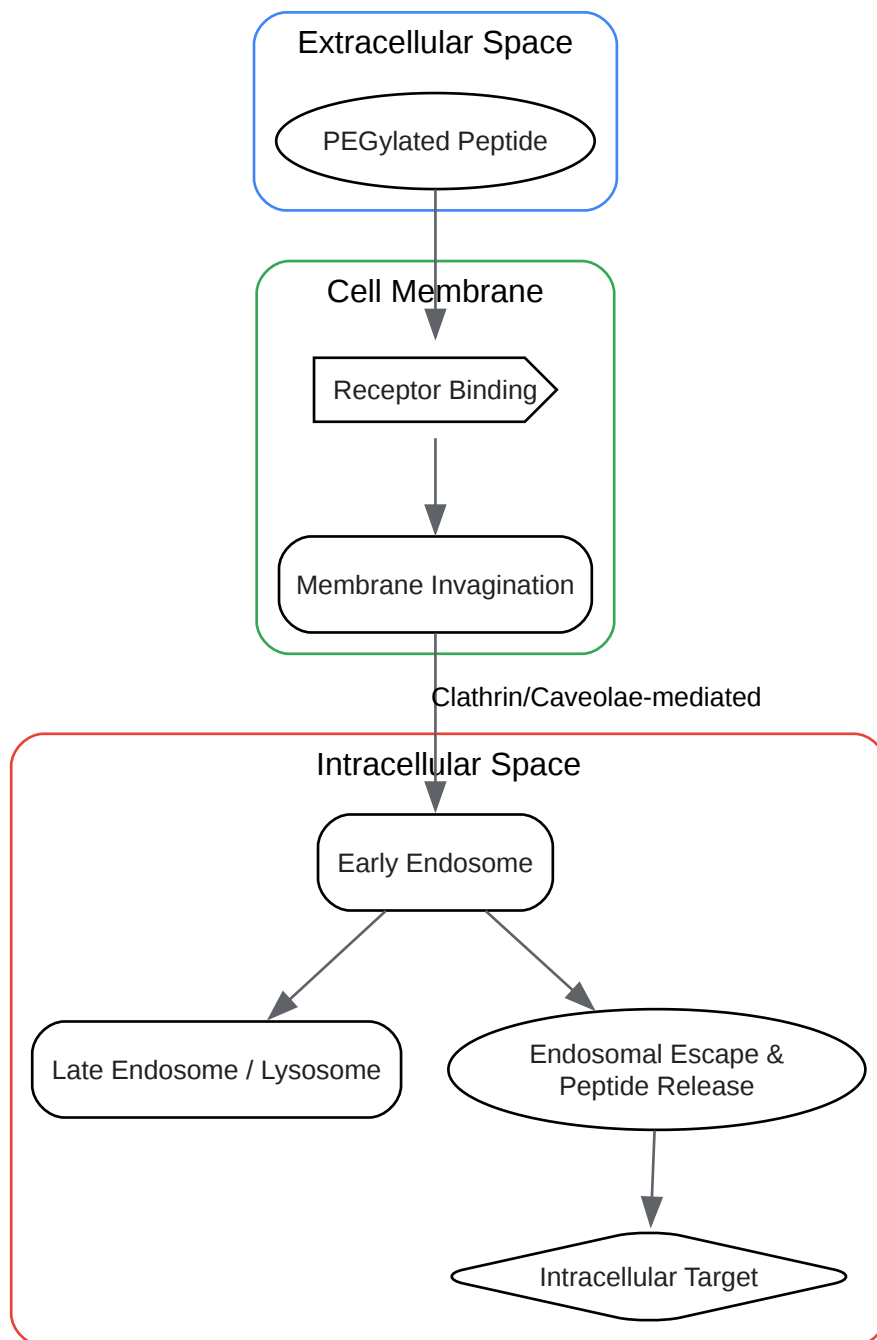 Extracellular Space
PEGylated Peptide
Cell Membrane
Receptor Binding
Membrane Invagination
Clathrin/Caveolae-mediated
Intracellular Space
Early Endosome
Late Endosome / Lysosome
Endosomal Escape &
Peptide Release
Intracellular Target